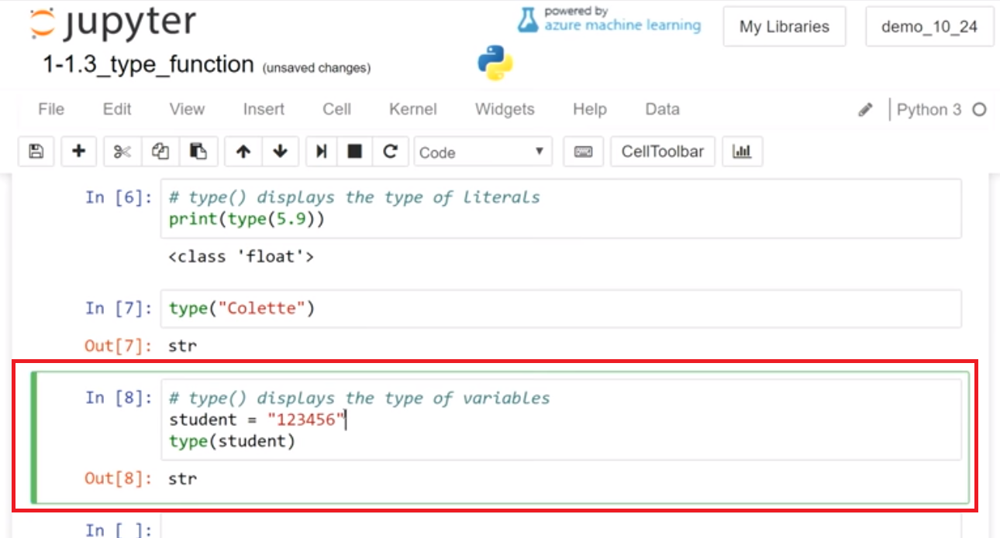 jupyter
powered by
azure machine learning
My Libraries
demo_10_24
1-1.3_type_function (unsaved changes)
File Edit View Insert Cell Kernel Widgets Help Data
Python 3
Code
CellToolbar
In [6]: # type() displays the type of literals
print(type(5.9))
<class 'float'>
In [7]: type("Colette")
Out[7]: str
In [8]: # type() displays the type of variables
student = "123456"
type(student)
Out[8]: str
In [ ]: